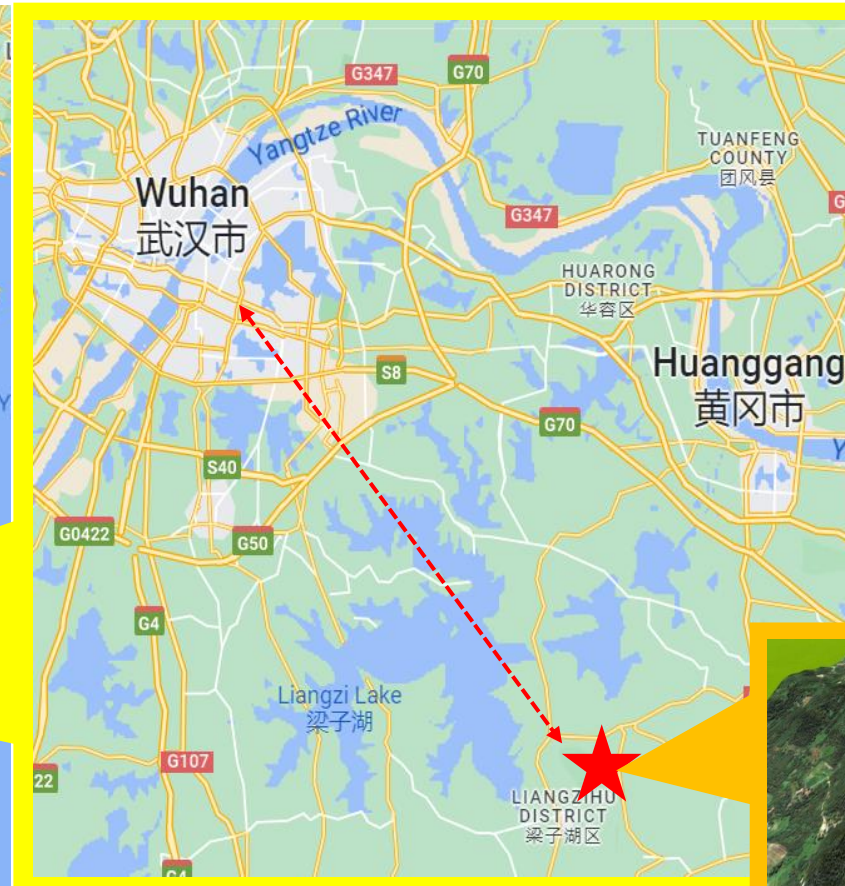 G347
G70
Yangtze River
TUANFENG
COUNTY
团风县
Wuhan
武汉市
G347
HUARONG
DISTRICT
华容区
Huanggang
黄冈市
S8
G70
S40
G0422
G50
G4
Liangzi Lake
梁子湖
G107
22
LIANGZIHU
DISTRICT
梁子湖区
G4